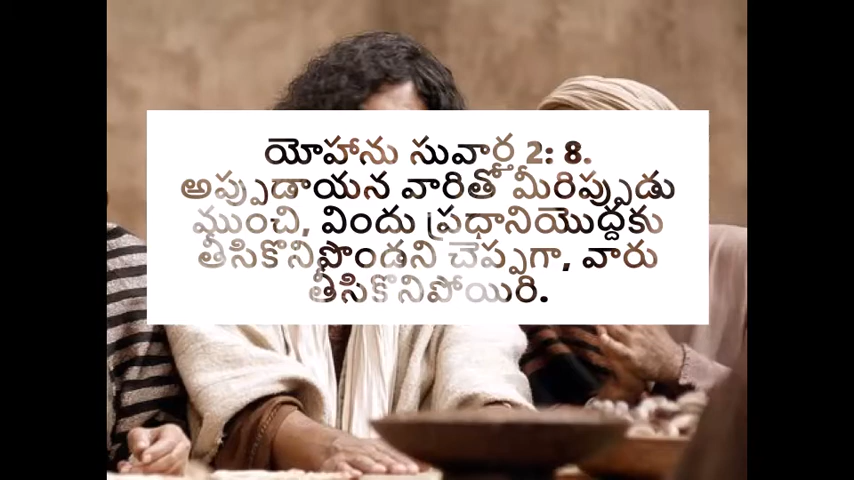 యోహాను సువార్త 2: 8.
అప్పుడాయన వారితో మీరిప్పుడు
ముంచి, విందు ప్రధానియొద్దకు
తీసికొనిపొండని చెప్పగా, వారు
తీసికొనిపోయిరి.